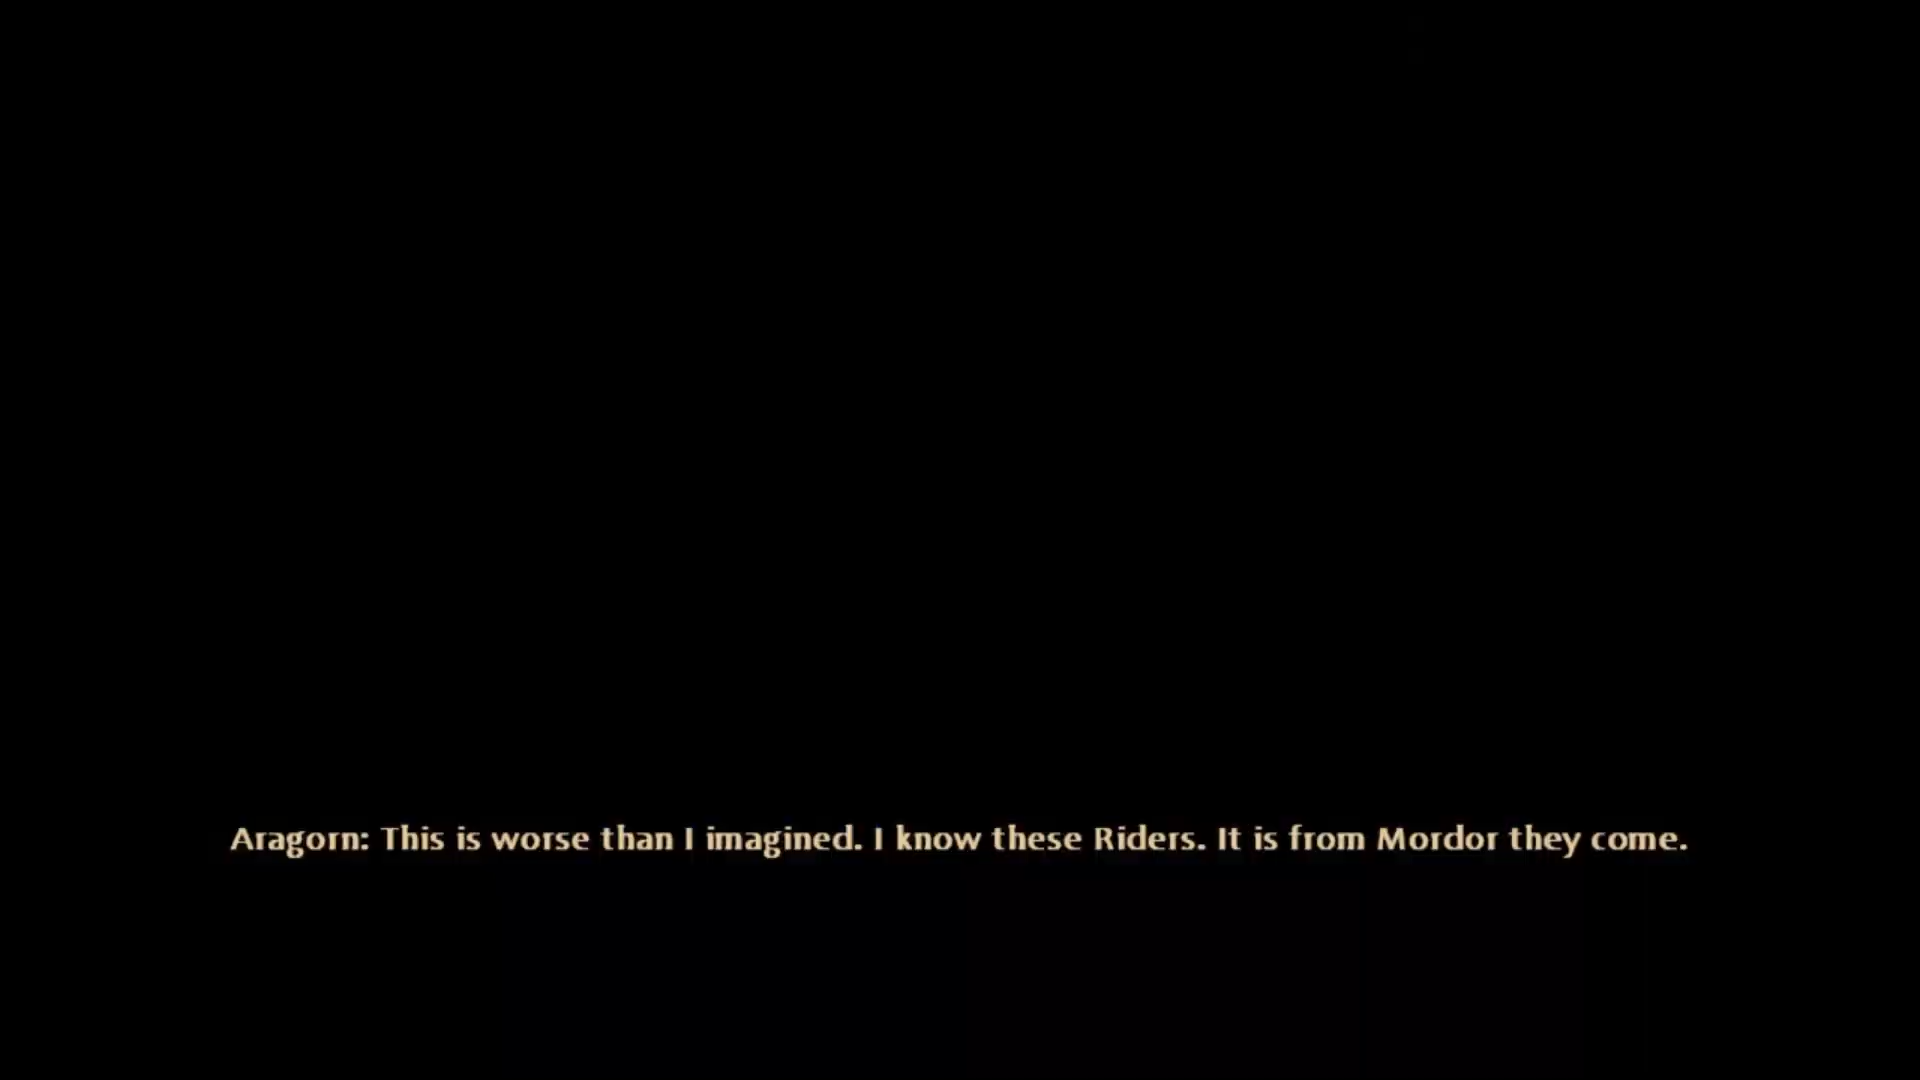 Aragorn: This is worse than I imagined. I know these Riders. It is from Mordor they come.